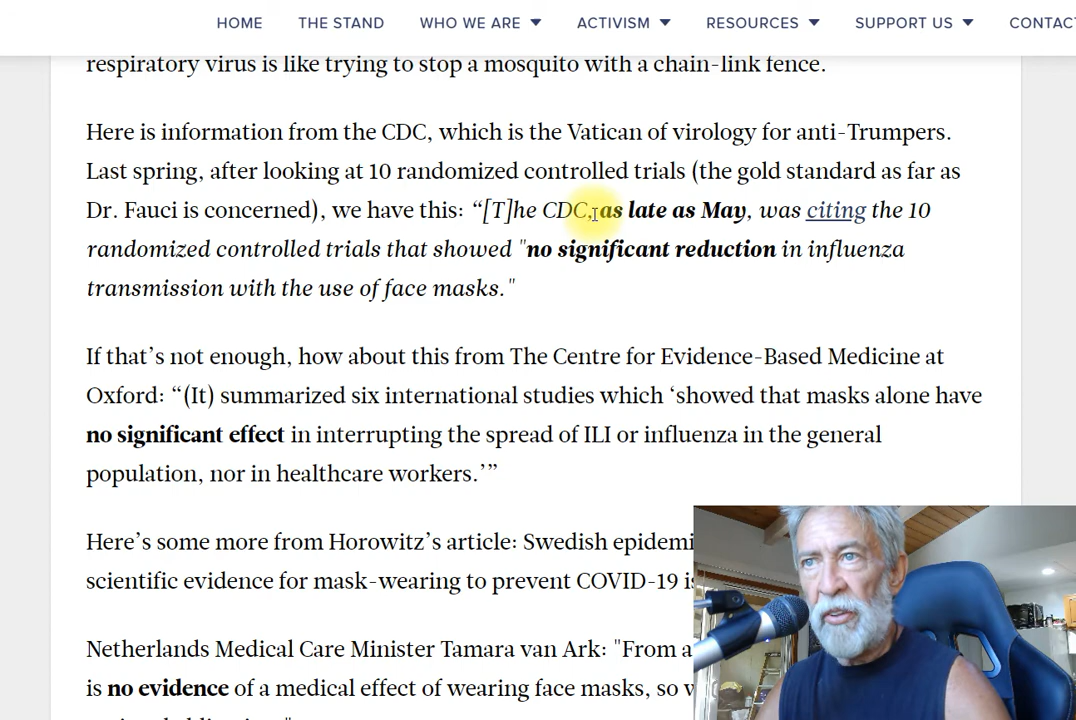 HOME THE STAND WHO WE ARE ACTIVISM RESOURCES SUPPORT US
respiratory virus is like trying to stop a mosquito with a chain-link fence.
Here is information from the CDC, which is the Vatican of virology for anti-Trumpers.
Last spring, after looking at 10 randomized controlled trials (the gold standard as far as
Dr. Fauci is concerned), we have this: “[T]he CDC, as late as May, was citing the 10
randomized controlled trials that showed "no significant reduction in influenza
transmission with the use of face masks."
If that’s not enough, how about this from The Centre for Evidence-Based Medicine at
Oxford: “(It) summarized six international studies which ‘showed that masks alone have
no significant effect in interrupting the spread of ILI or influenza in the general
population, nor in healthcare workers.’”
Here’s some more from Horowitz’s article: Swedish epidemi
scientific evidence for mask-wearing to prevent COVID-19 is
Netherlands Medical Care Minister Tamara van Ark: "From a
is no evidence of a medical effect of wearing face masks, so